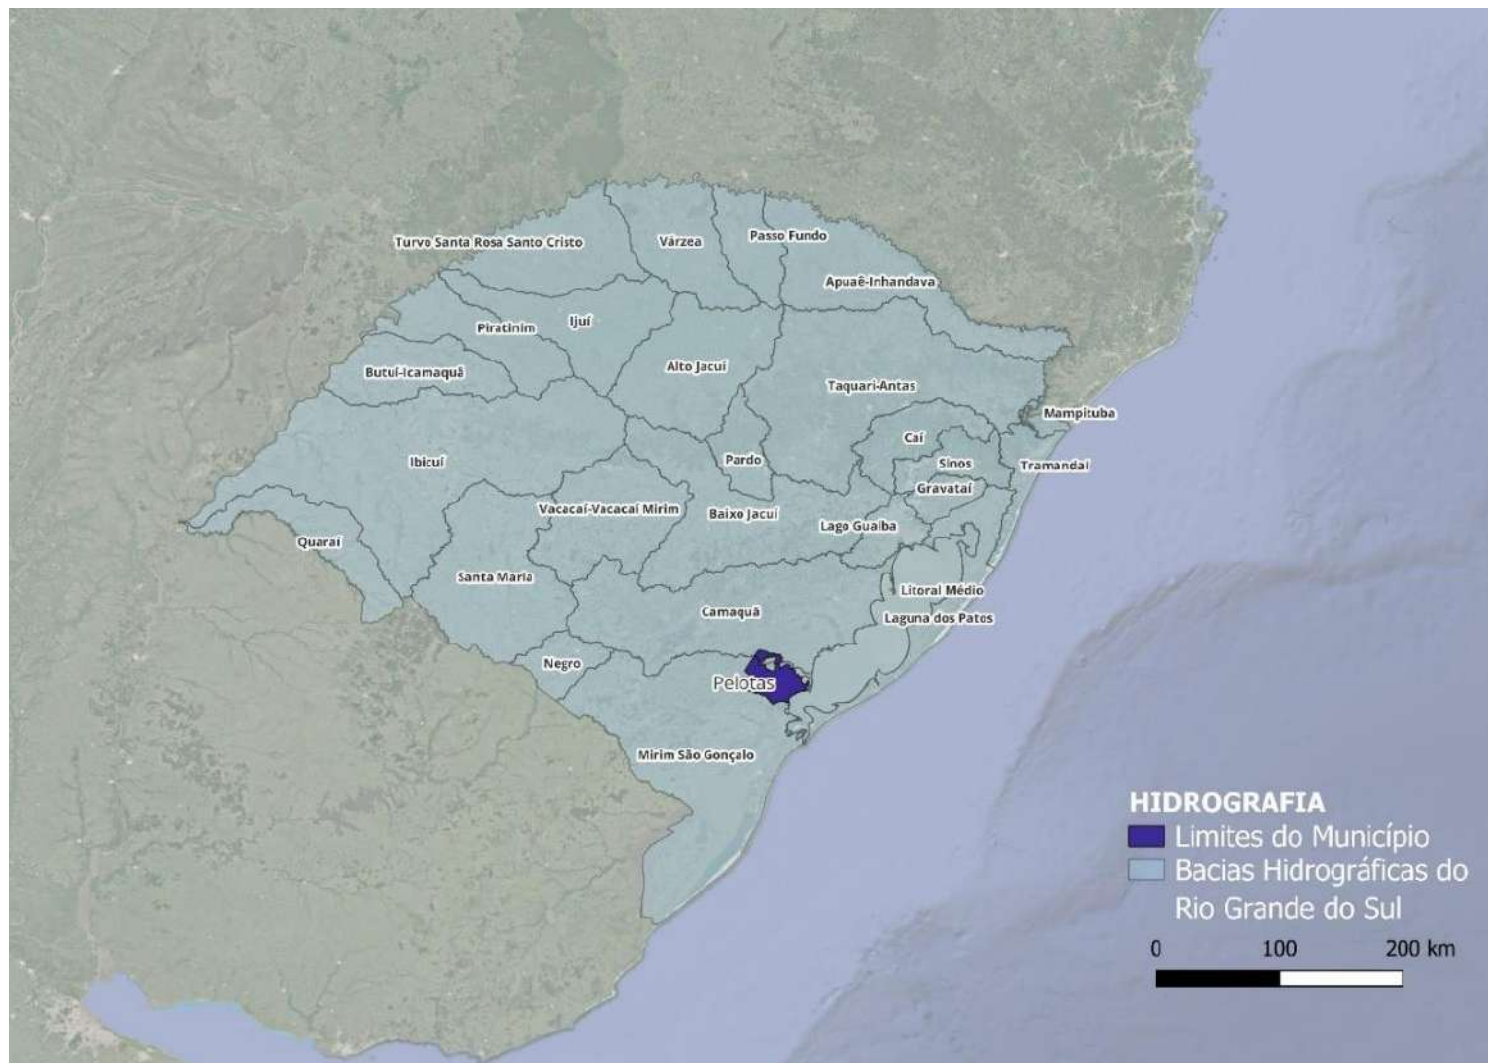 Turvo Santa Rosa Santo Cristo
Várzea
Passo Fundo
Apuaê-Inhandava
Piratinim
Ijuí
Butuí-Icamaquã
Alto Jacuí
Taquari-Antas
Mampituba
Caí
Ibicuí
Pardo
Sinos
Tramandaí
Gravataí
Vacacaí-Vacacaí Mirim
Baixo Jacuí
Lago Guaíba
Quaraí
Santa Maria
Litoral Médio
Camaquã
Laguna dos Patos
Negro
Pelotas
Mirim São Gonçalo
HIDROGRAFIA
Limites do Município
Bacias Hidrográficas do
Rio Grande do Sul
0 100 200 km